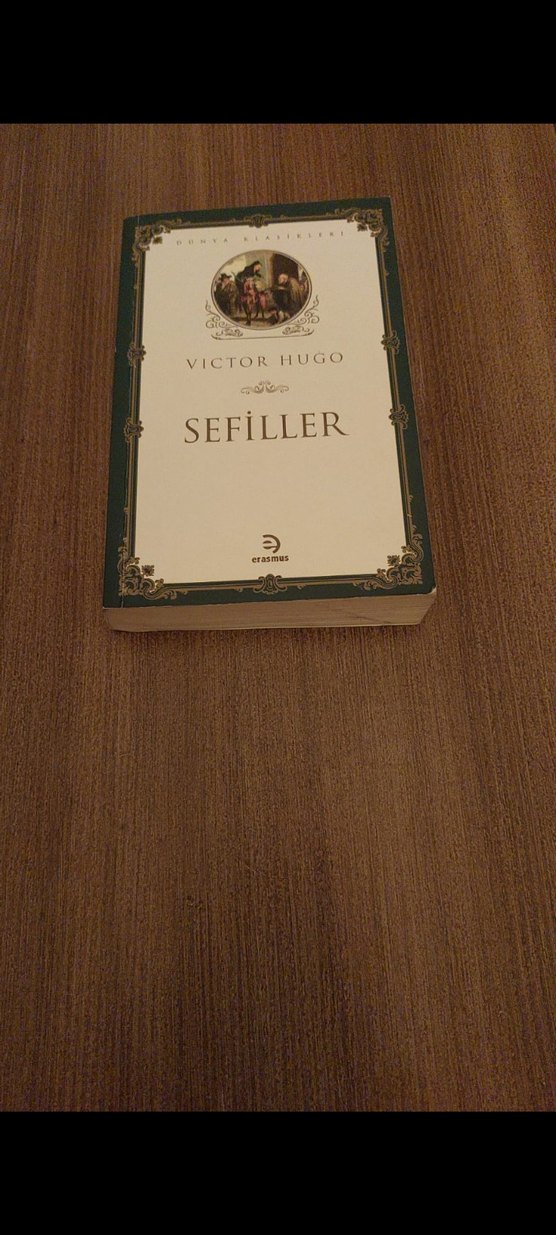 DÜNYA KLASİKLERİ
VICTOR HUGO
SEFİLLER
erasmus